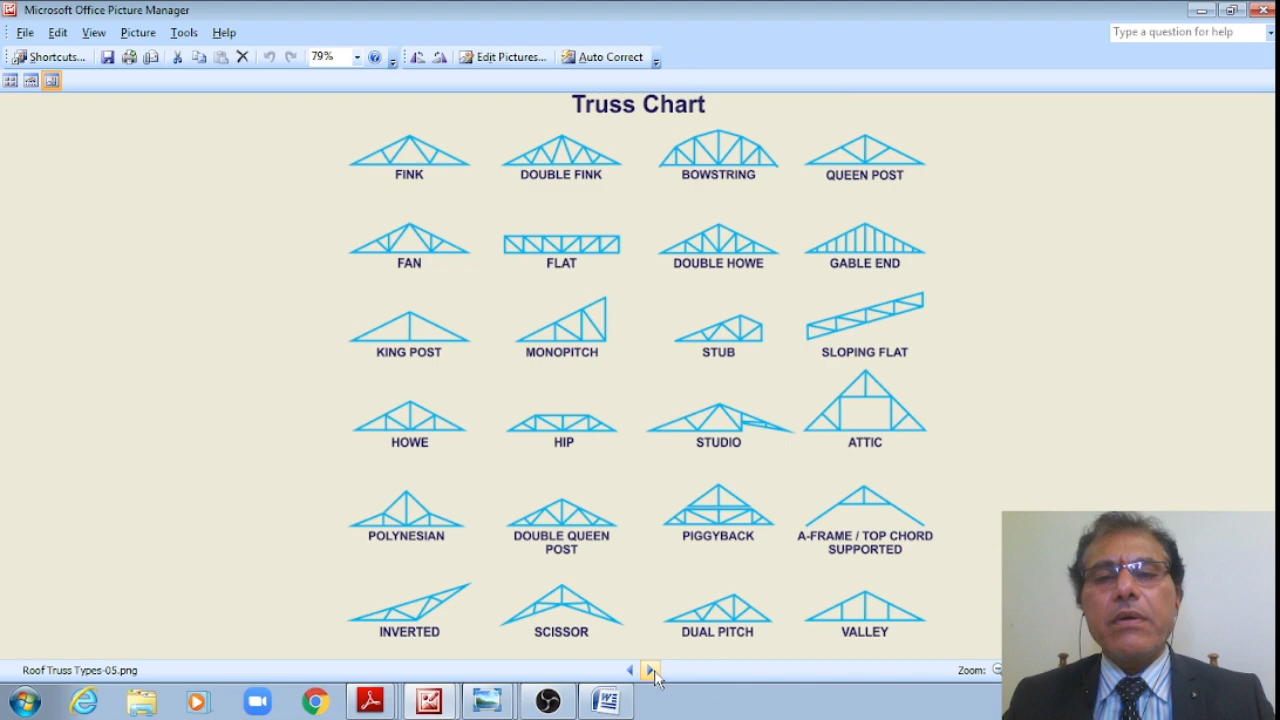 Microsoft Office Picture Manager
File Edit View Picture Tools Help
Type a question for help
Shortcuts... 79% Edit Pictures... Auto Correct
Truss Chart
FINK DOUBLE FINK BOWSTRING QUEEN POST
FAN FLAT DOUBLE HOWE GABLE END
KING POST MONOPITCH STUB SLOPING FLAT
HOWE HIP STUDIO ATTIC
POLYNESIAN DOUBLE QUEEN PIGGYBACK A-FRAME / TOP CHORD
POST SUPPORTED
INVERTED SCISSOR DUAL PITCH VALLEY
Roof Truss Types-05.png Zoom: